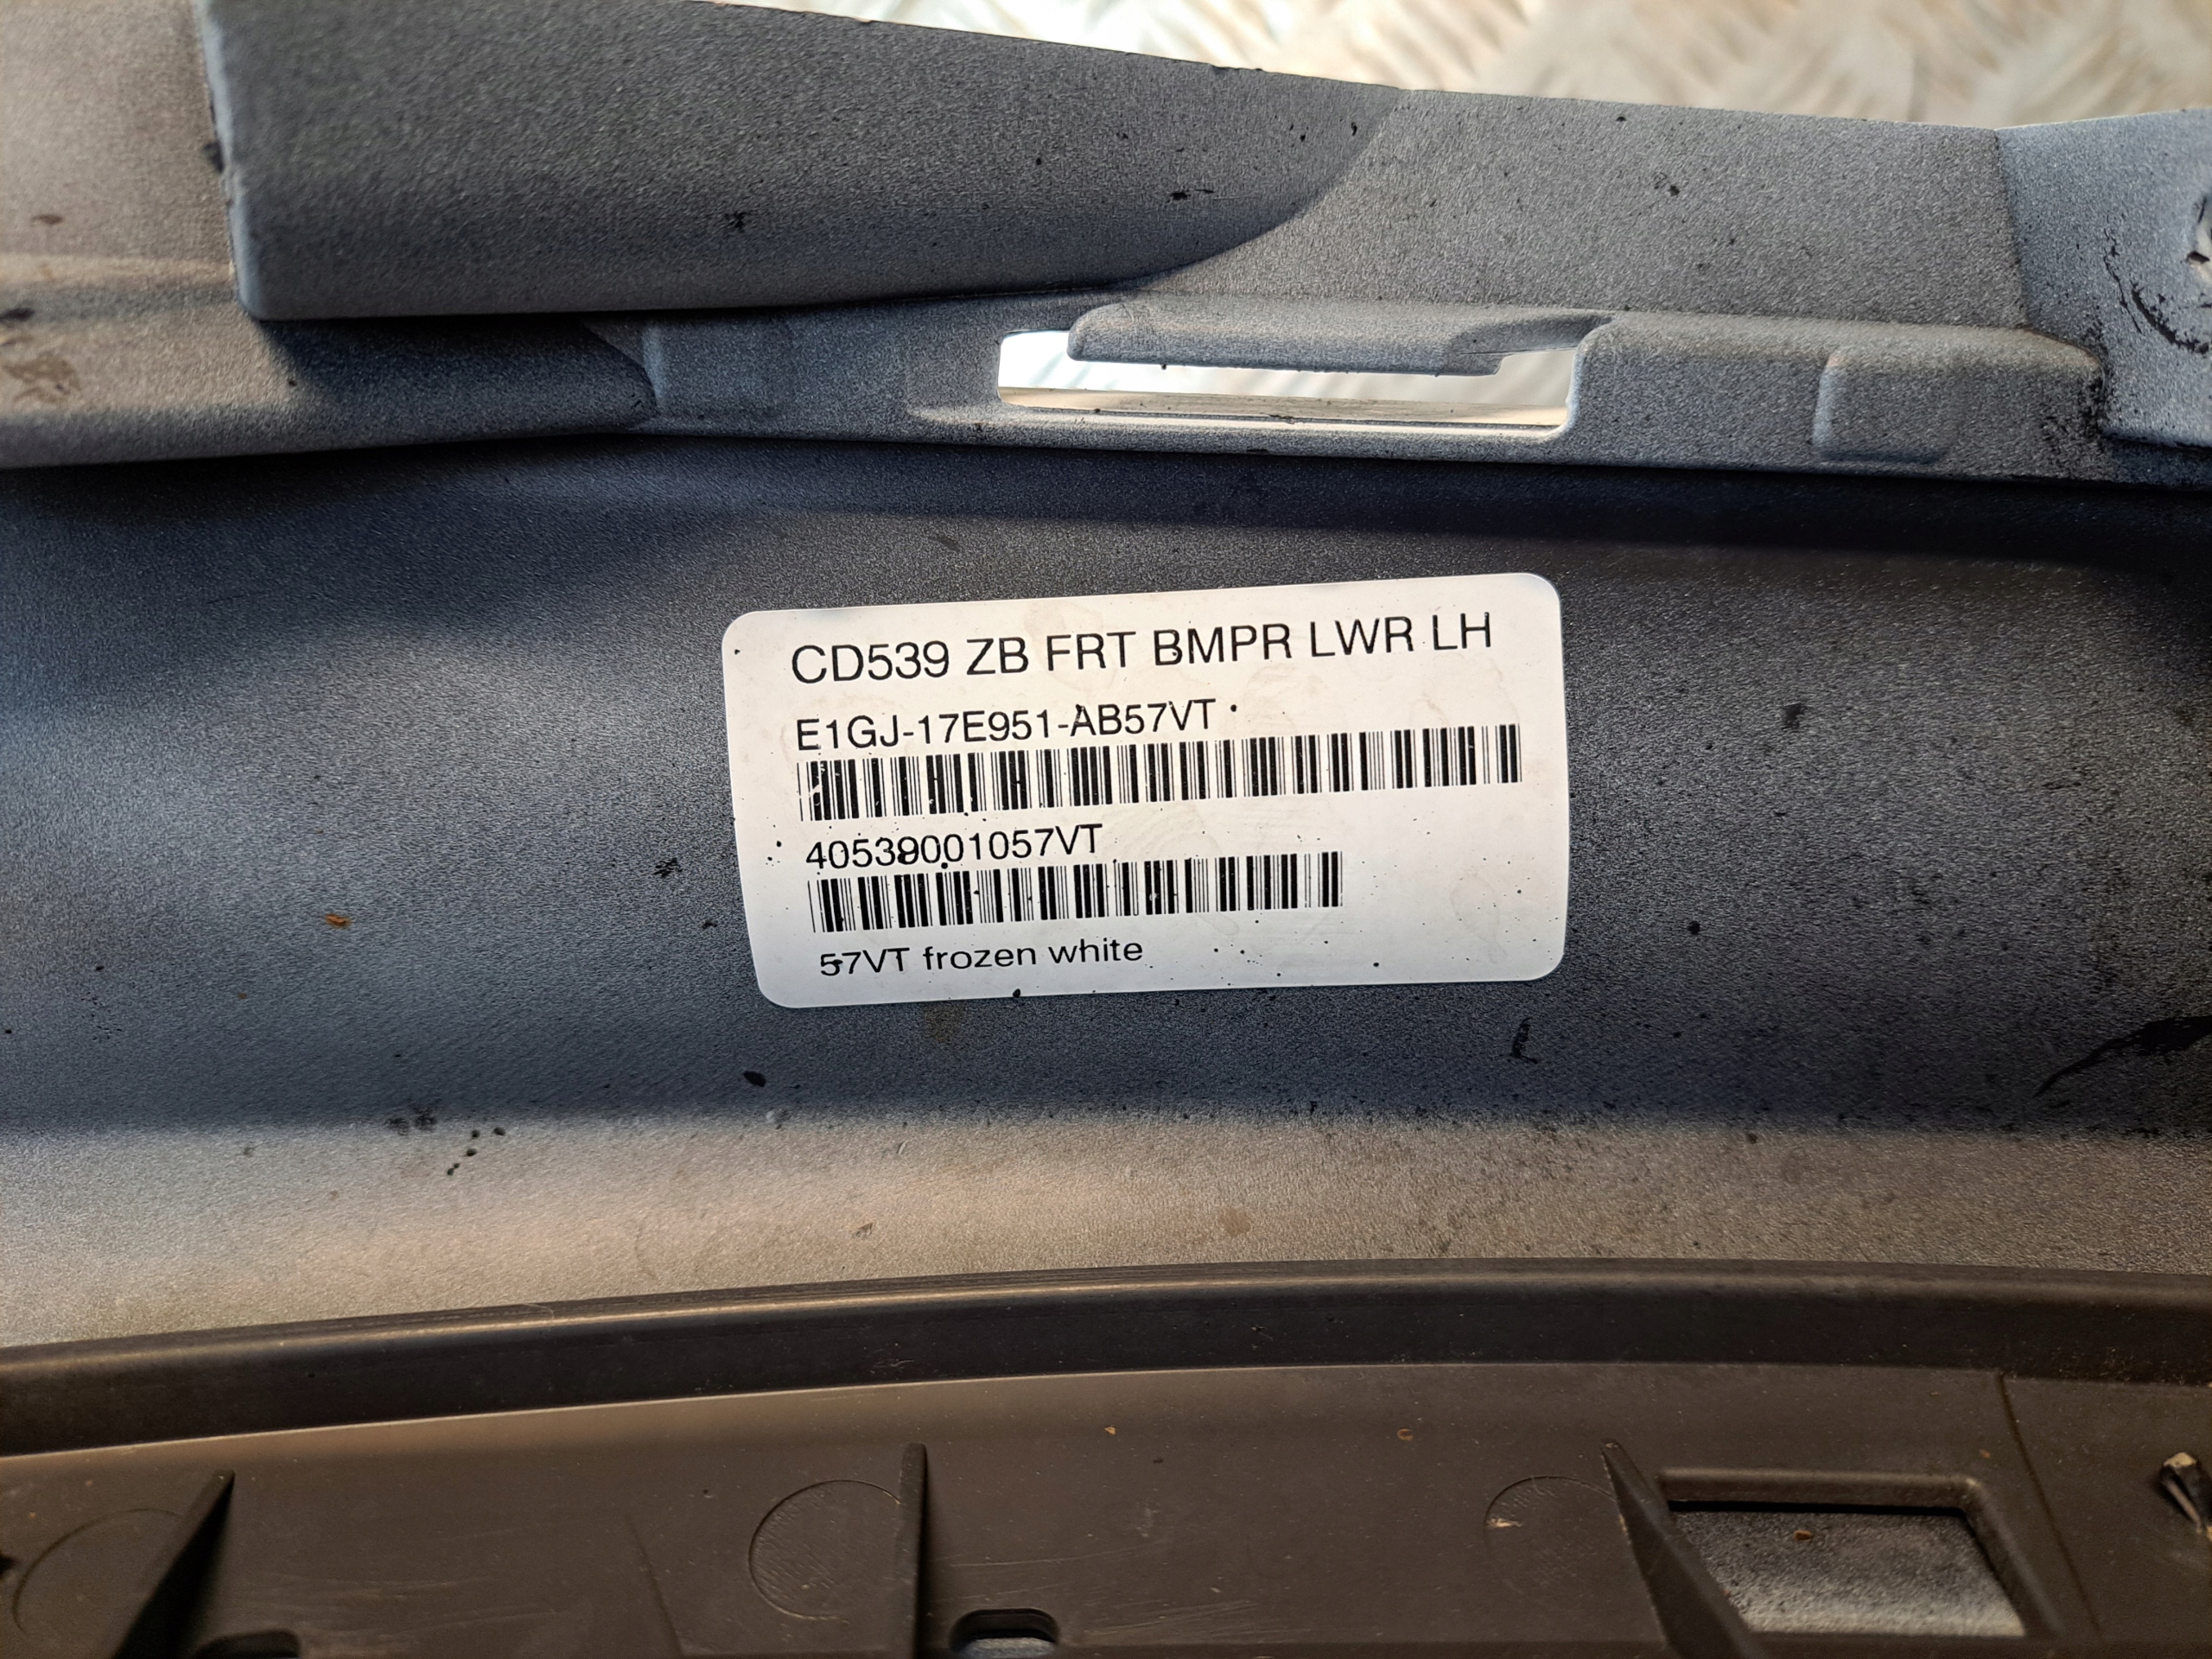 CD539 ZB FRT BMPR LWR LH
E1GJ-17E951-AB57VT
40539001057VT
57VT frozen white